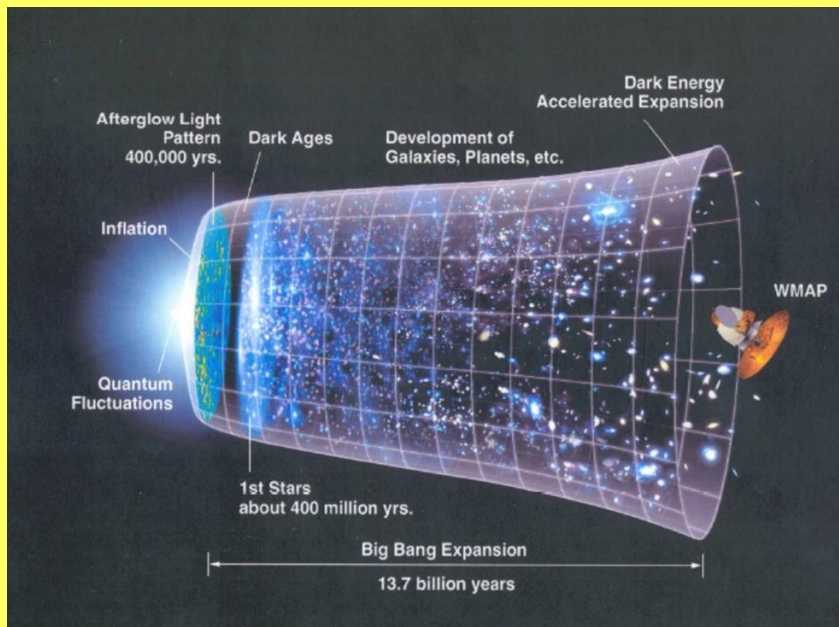 Dark Energy
Accelerated Expansion
Afterglow Light
Pattern
400,000 yrs.
Dark Ages
Development of
Galaxies, Planets, etc.
Inflation
WMAP
Quantum
Fluctuations
1st Stars
about 400 million yrs.
Big Bang Expansion
13.7 billion years